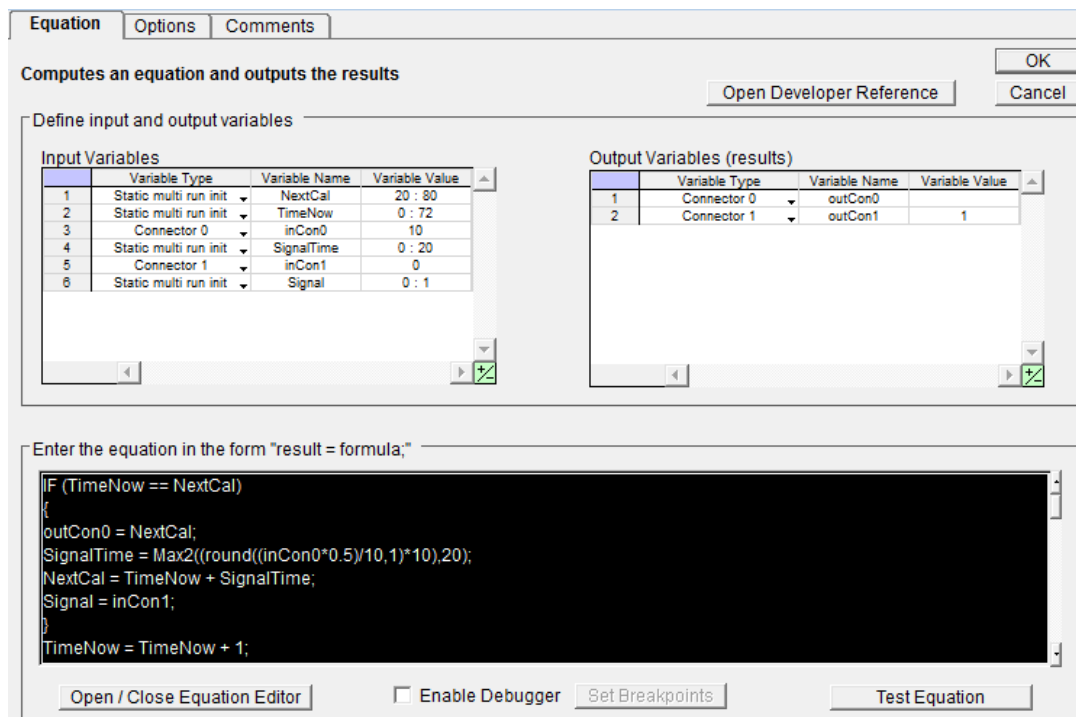 Equation Options Comments
Computes an equation and outputs the results
OK
Open Developer Reference Cancel
Define input and output variables
Input Variables
Variable Type Variable Name Variable Value
1 Static multi run init NextCal 20 : 80
2 Static multi run init TimeNow 0 : 72
3 Connector 0 inCon0 10
4 Static multi run init SignalTime 0 : 20
5 Connector 1 inCon1 0
6 Static multi run init Signal 0 : 1
Output Variables (results)
Variable Type Variable Name Variable Value
1 Connector 0 outCon0
2 Connector 1 outCon1 1
Enter the equation in the form "result = formula;"
IF (TimeNow == NextCal)
{
outCon0 = NextCal;
SignalTime = Max2((round((inCon0*0.5)/10,1)*10),20);
NextCal = TimeNow + SignalTime;
Signal = inCon1;
}
TimeNow = TimeNow + 1;
Open / Close Equation Editor Enable Debugger Set Breakpoints Test Equation